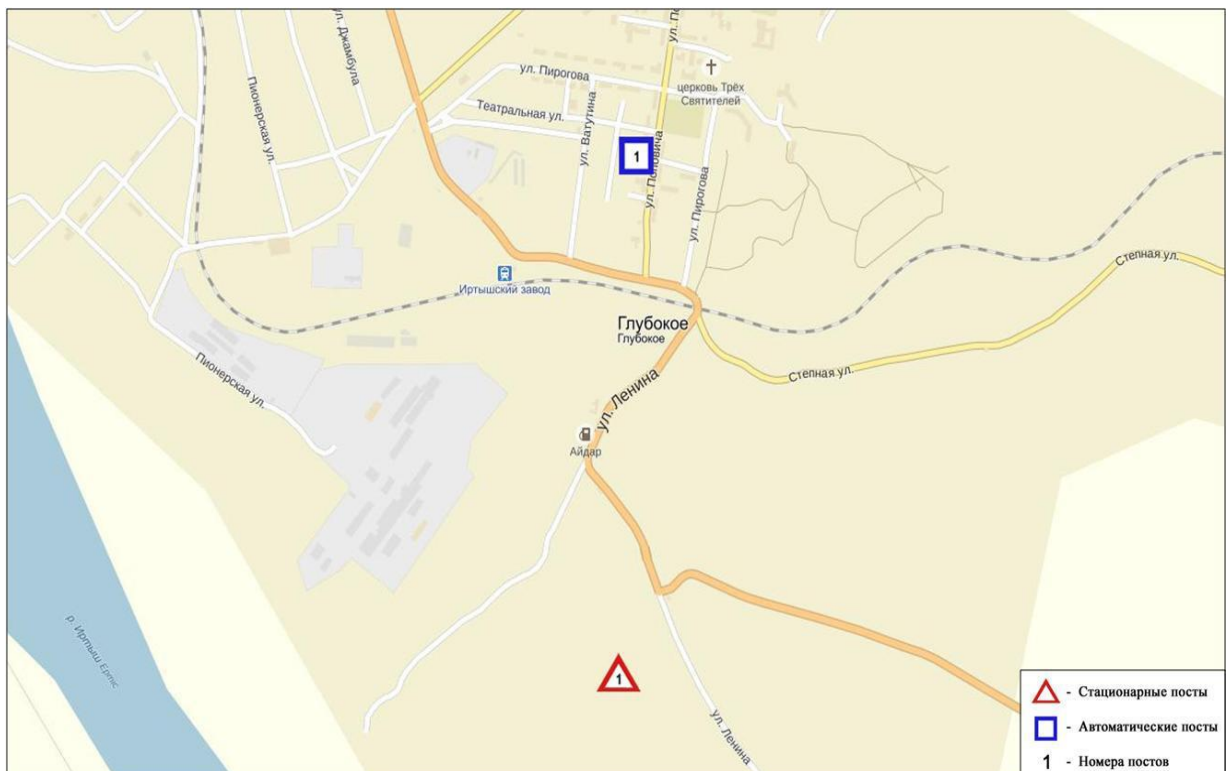 ул. Джамбула
Пионерская ул.
ул. Пирогова
Театральная ул.
ул. Ватутина
церковь Трёх
Святителей
1
ул. Поповича
ул. Пирогова
Степная ул.
Иртышский завод
Глубокое
Глубокое
Степная ул.
Пионерская ул.
ул. Ленина
Айдар
р. Иртыш Ертіс
1
ул. Ленина
- Стационарные посты
- Автоматические посты
1 - Номера постов